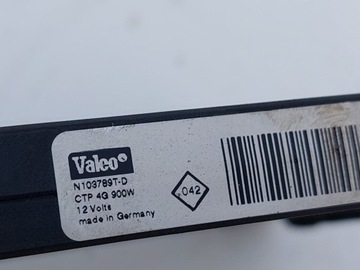 Valeo
N103789T-D
CTP 4G 900W
12 Volts
made in Germany
042